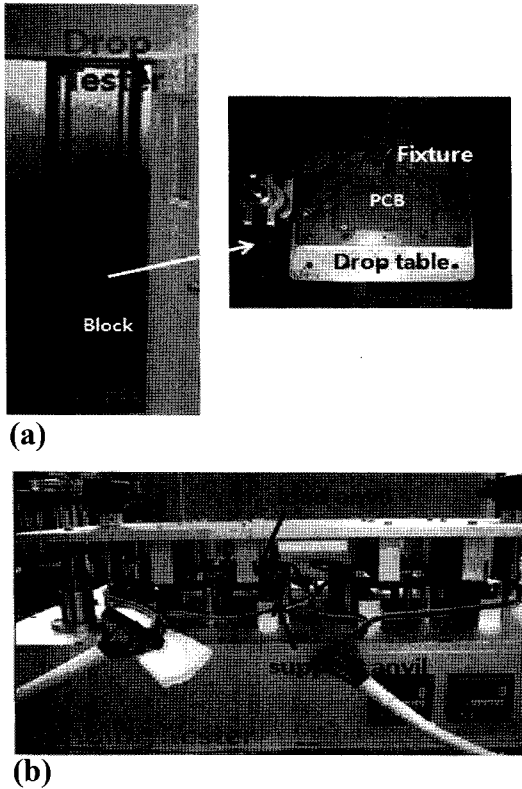 Drop
Tester
Block
Fixture
PCB
Drop table
(a)
support anvil
(b)